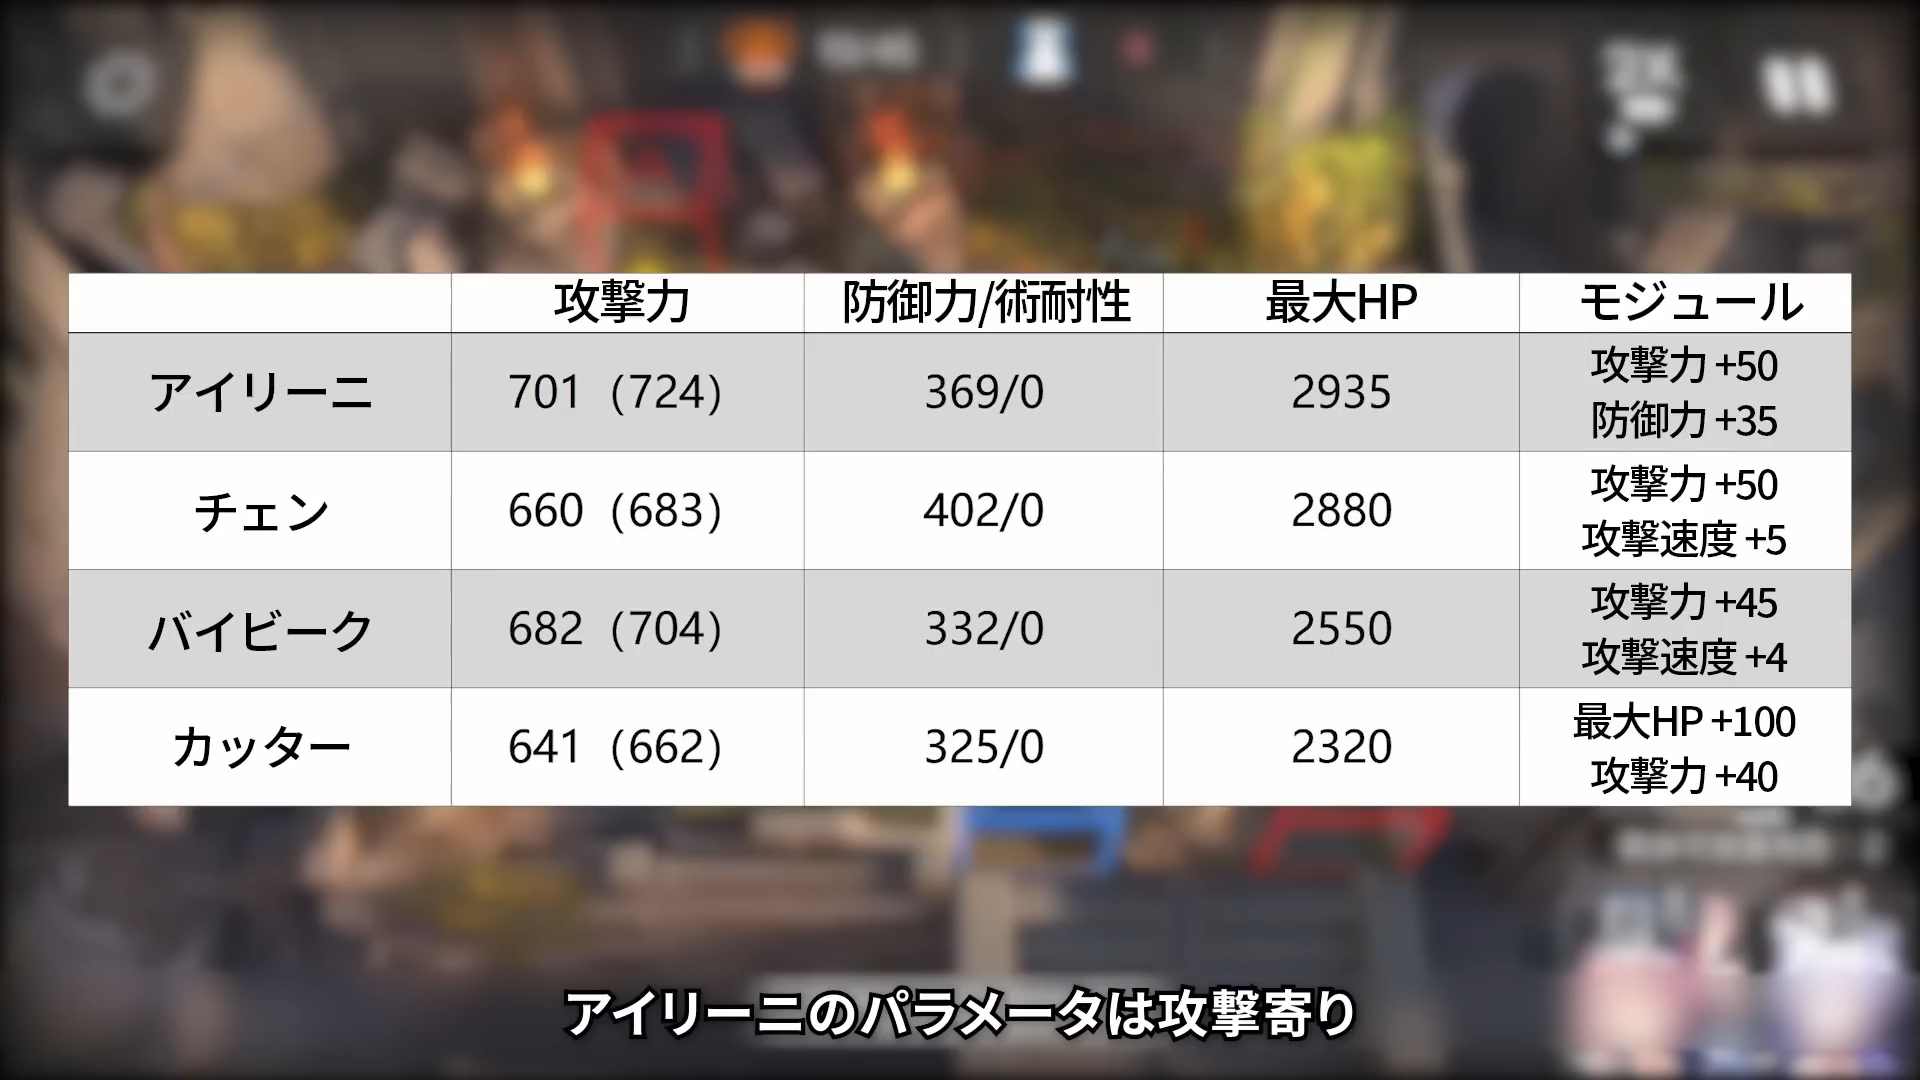 攻撃力 防御力/術耐性 最大HP モジュール
アイリーニ 701 (724) 369/0 2935 攻撃力 +50
防御力 +35
チェン 660 (683) 402/0 2880 攻撃力 +50
攻撃速度 +5
バイビーク 682 (704) 332/0 2550 攻撃力 +45
攻撃速度 +4
カッター 641 (662) 325/0 2320 最大HP +100
攻撃力 +40
アイリーニのパラメータは攻撃寄り